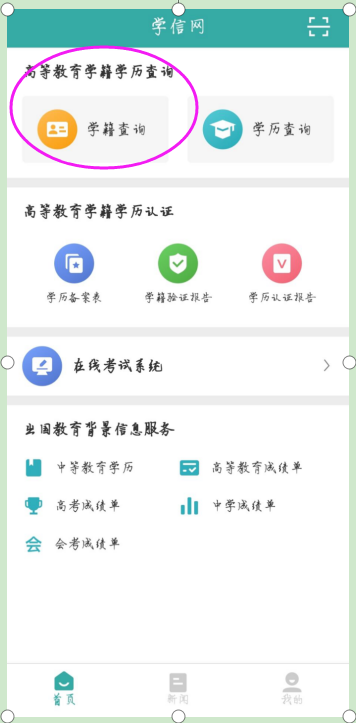 学信网
高等教育学籍学历查询
学籍查询 学历查询
高等教育学籍学历认证
学历备案表 学籍验证报告 学历认证报告
在线考试系统
出国教育背景信息服务
中等教育学历 高等教育成绩单
高考成绩单 中学成绩单
会 会考成绩单
首页 新闻 我的